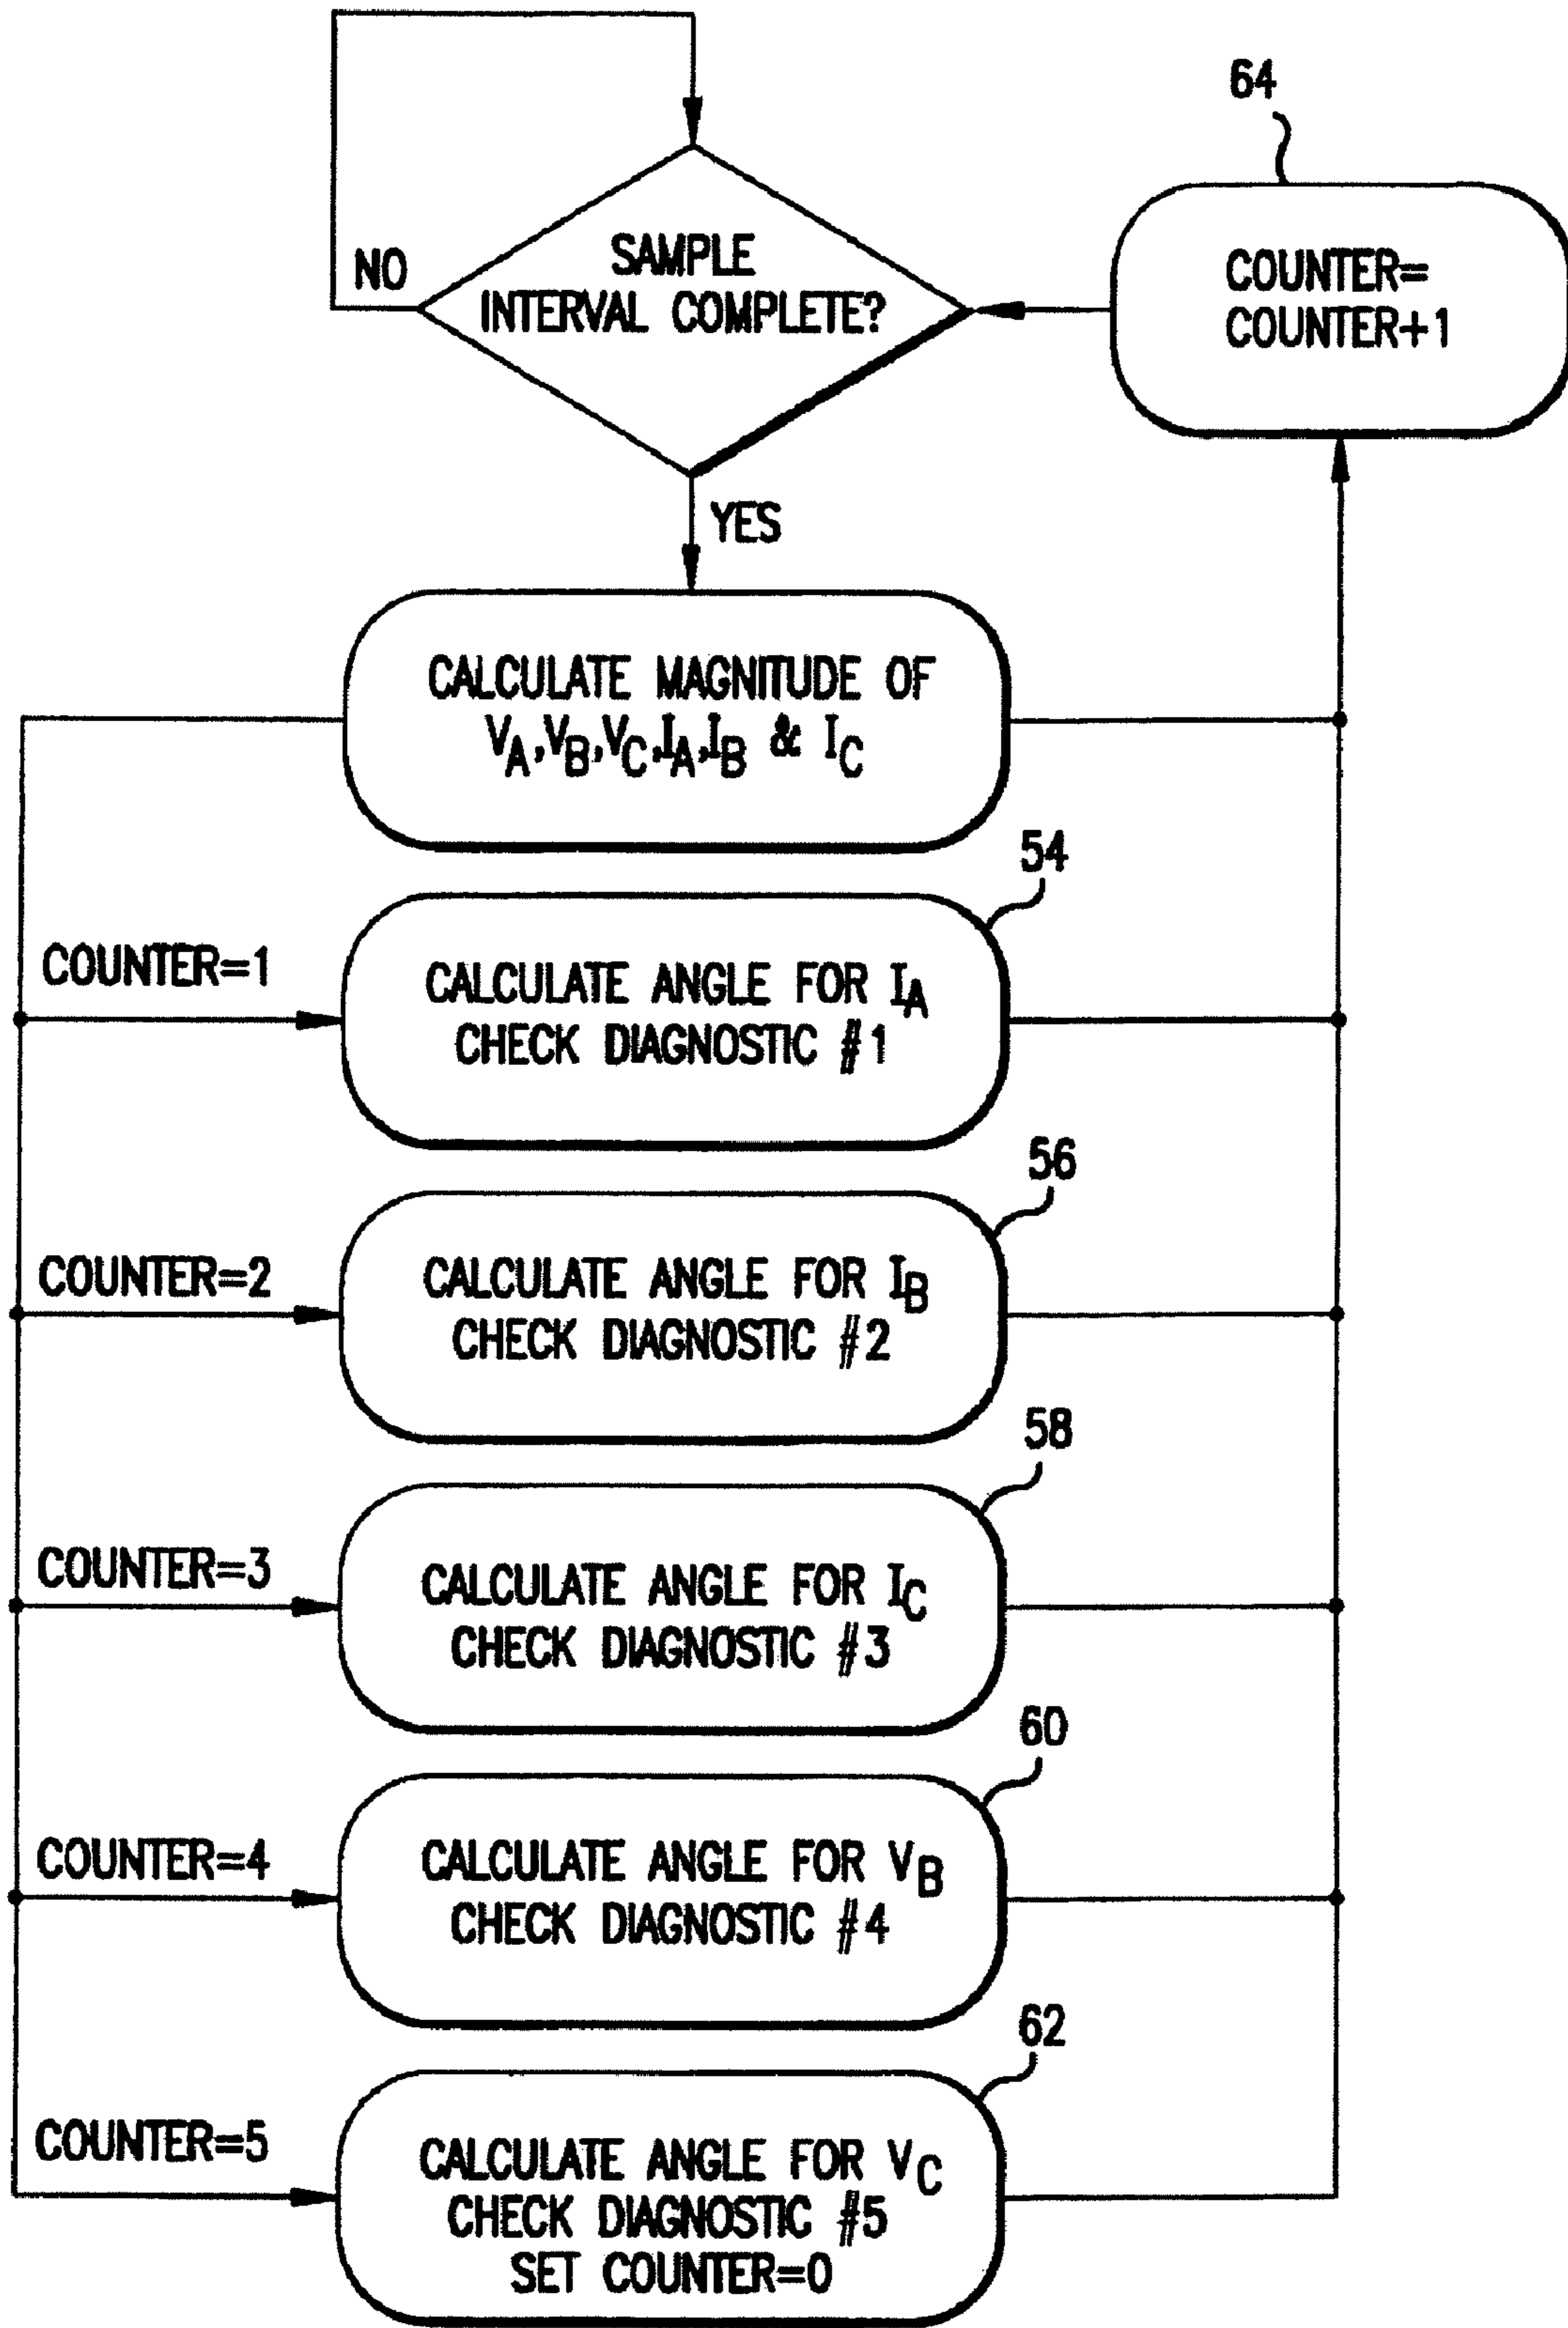 64
SAMPLE
INTERVAL COMPLETE?
NO
COUNTER=
COUNTER+1
YES
CALCULATE MAGNITUDE OF
VA,VB,VC,IA,IB & IC
54
COUNTER=1
CALCULATE ANGLE FOR IA
CHECK DIAGNOSTIC #1
56
COUNTER=2
CALCULATE ANGLE FOR IB
CHECK DIAGNOSTIC #2
58
COUNTER=3
CALCULATE ANGLE FOR IC
CHECK DIAGNOSTIC #3
60
COUNTER=4
CALCULATE ANGLE FOR VB
CHECK DIAGNOSTIC #4
62
COUNTER=5
CALCULATE ANGLE FOR VC
CHECK DIAGNOSTIC #5
SET COUNTER=0